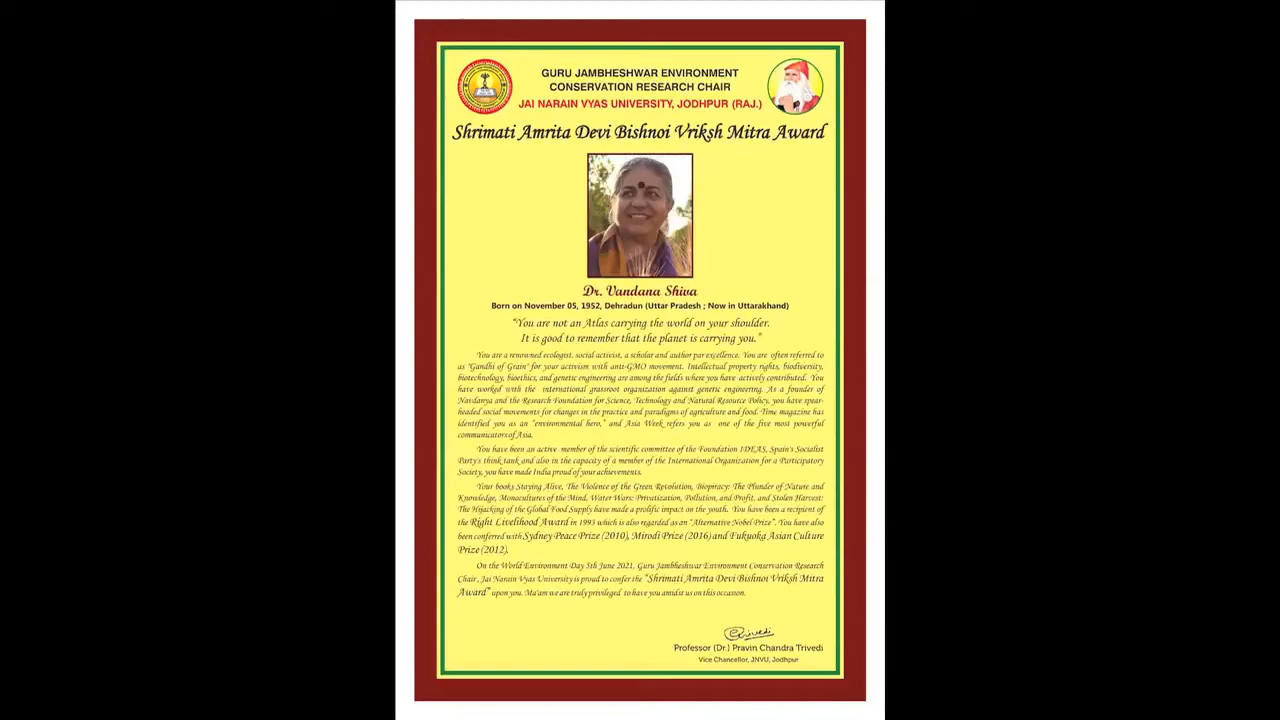 GURU JAMBHESHWAR ENVIRONMENT
CONSERVATION RESEARCH CHAIR
JAI NARAIN VYAS UNIVERSITY, JODHPUR (RAJ.)
Shrimati Amrita Devi Bishnoi Vriksh Mitra Award
Dr. Vandana Shiva
Born on November 05, 1952, Dehradun (Uttar Pradesh ; Now in Uttarakhand)
"You are not an Atlas carrying the world on your shoulder.
It is good to remember that the planet is carrying you."
You are a renowned ecologist, social activist, a scholar and author par excellence. You are often referred to
as "Gandhi of Grain" for your activism with anti-GMO movement. Intellectual property rights, biodiversity,
biotechnology, bioethics, and genetic engineering are among the fields where you have actively contributed. You
have worked with the international grassroot organization against genetic engineering. As a founder of
Navdanya and the Research Foundation for Science, Technology and Natural Resource Policy, you have spear-
headed social movements for changes in the practice and paradigms of agriculture and food. Time magazine has
identified you as an "environmental hero," and Asia Week refers you as one of the five most powerful
communicators of Asia.
You have been an active member of the scientific committee of the Foundation IDEAS, Spain's Socialist
Party's think tank and also in the capacity of a member of the International Organization for a Participatory
Society, you have made India proud of your achievements.
Your books Staying Alive, The Violence of the Green Revolution, Biopiracy: The Plunder of Nature and
Knowledge, Monocultures of the Mind, Water Wars: Privatization, Pollution, and Profit, and Stolen Harvest:
The Hijacking of the Global Food Supply have made a prolific impact on the youth. You have been a recipient of
the Right Livelihood Award in 1993 which is also regarded as an "Alternative Nobel Prize". You have also
been conferred with Sydney Peace Prize (2010), Mirodi Prize (2016) and Fukuoka Asian Culture
Prize (2012).
On the World Environment Day 5th June 2021, Guru Jambheshwar Environment Conservation Research
Chair , Jai Narain Vyas University is proud to confer the "Shrimati Amrita Devi Bishnoi Vriksh Mitra
Award" upon you. Ma'am we are truly privileged to have you amidst us on this occasion.
Professor (Dr.) Pravin Chandra Trivedi
Vice Chancellor, JNVU, Jodhpur